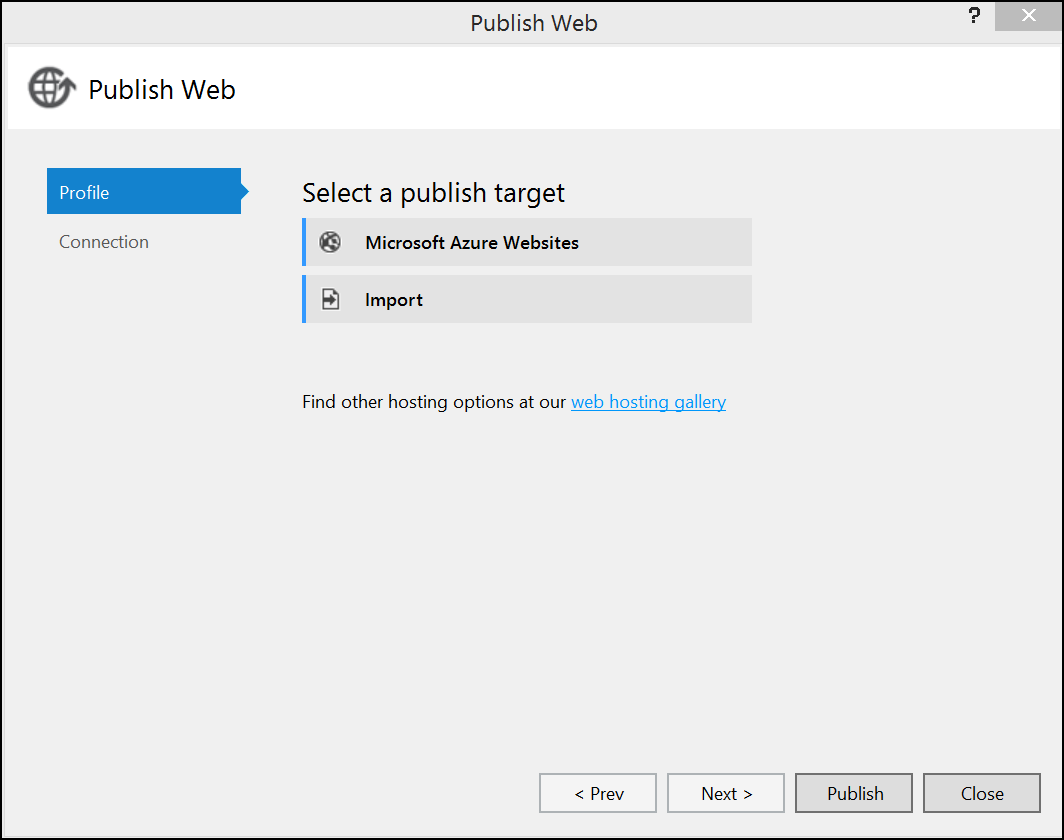 Publish Web
?
Publish Web
Profile
Connection
Select a publish target
Microsoft Azure Websites
Import
Find other hosting options at our web hosting gallery
< Prev
Next >
Publish
Close